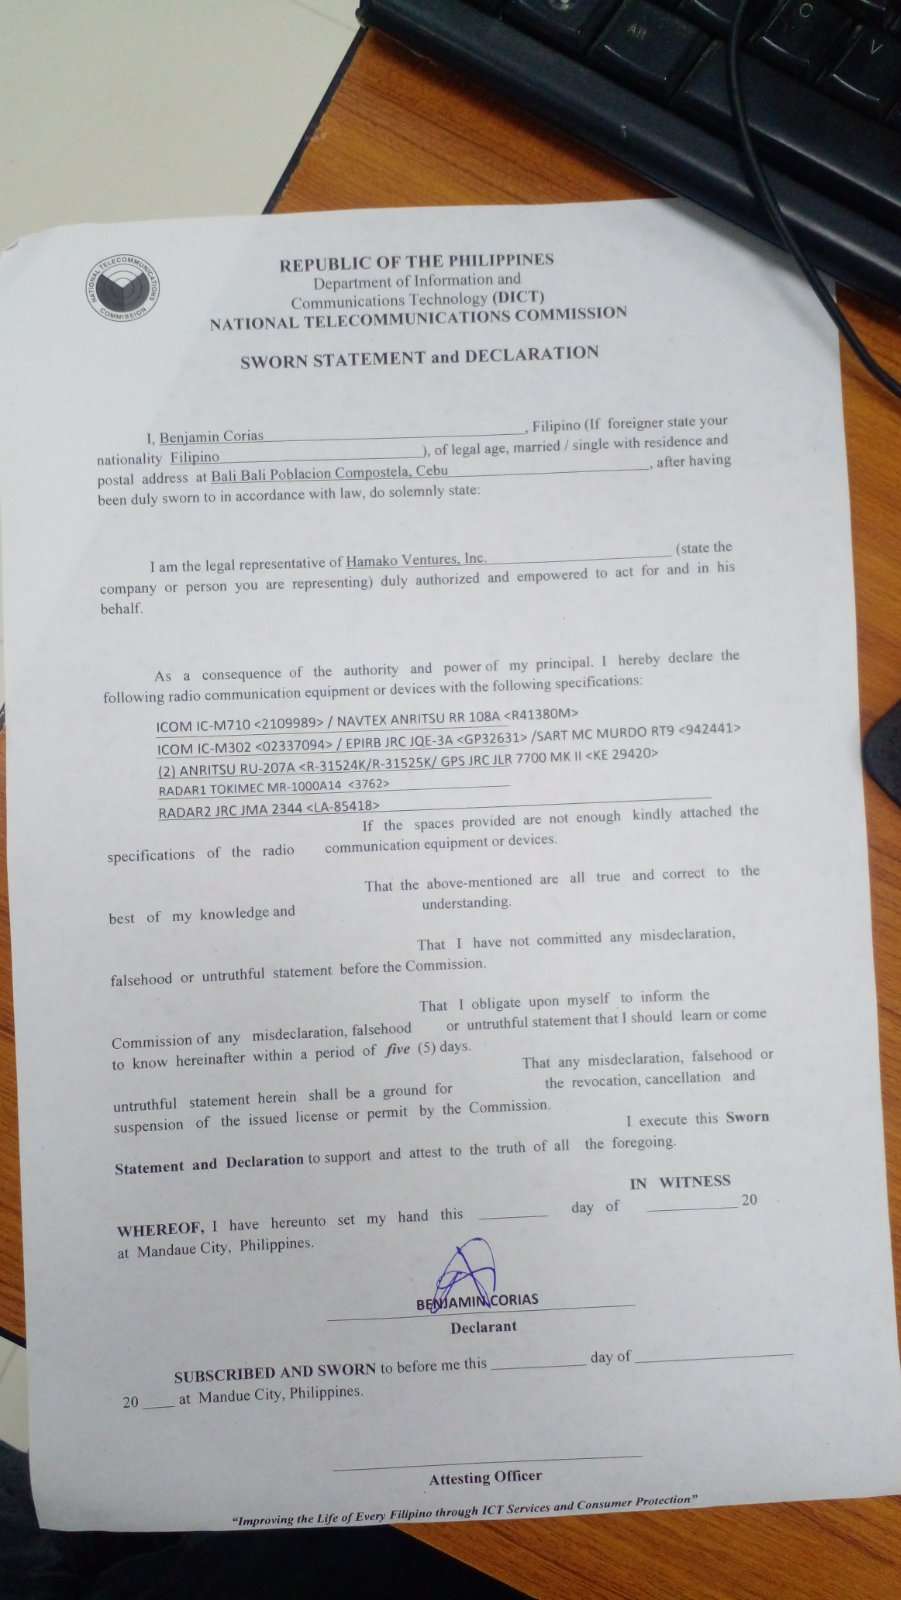 NATIONAL TELECOMMUNICATIONS COMMISSION
REPUBLIC OF THE PHILIPPINES
Department of Information and
Communications Technology (DICT)
NATIONAL TELECOMMUNICATIONS COMMISSION
SWORN STATEMENT and DECLARATION
I, Benjamin Corias, Filipino (If foreigner state your
nationality Filipino), of legal age, married / single with residence and
postal address at Bali Bali Poblacion Compostela, Cebu, after having
been duly sworn to in accordance with law, do solemnly state:
I am the legal representative of Hamako Ventures, Inc. (state the
company or person you are representing) duly authorized and empowered to act for and in his
behalf.
As a consequence of the authority and power of my principal. I hereby declare the
following radio communication equipment or devices with the following specifications:
ICOM IC-M710 <2109989> / NAVTEX ANRITSU RR 108A <R41380M>
ICOM IC-M302 <02337094> / EPIRB JRC JQE-3A <GP32631> /SART MC MURDO RT9 <942441>
(2) ANRITSU RU-207A <R-31524K/R-31525K/ GPS JRC JLR 7700 MK II <KE 29420>
RADAR1 TOKIMEC MR-1000A14 <3762>
RADAR2 JRC JMA 2344 <LA-85418>
If the spaces provided are not enough kindly attached the
specifications of the radio communication equipment or devices.
That the above-mentioned are all true and correct to the
best of my knowledge and understanding.
That I have not committed any misdeclaration,
falsehood or untruthful statement before the Commission.
That I obligate upon myself to inform the
Commission of any misdeclaration, falsehood or untruthful statement that I should learn or come
to know hereinafter within a period of five (5) days.
That any misdeclaration, falsehood or
untruthful statement herein shall be a ground for the revocation, cancellation and
suspension of the issued license or permit by the Commission.
I execute this Sworn
Statement and Declaration to support and attest to the truth of all the foregoing.
IN WITNESS
WHEREOF, I have hereunto set my hand this ________ day of ________ 20
at Mandaue City, Philippines.
BENJAMIN CORIAS
Declarant
SUBSCRIBED AND SWORN to before me this ________ day of ________
20 ____ at Mandue City, Philippines.
Attesting Officer
"Improving the Life of Every Filipino through ICT Services and Consumer Protection"
Alt
C
V